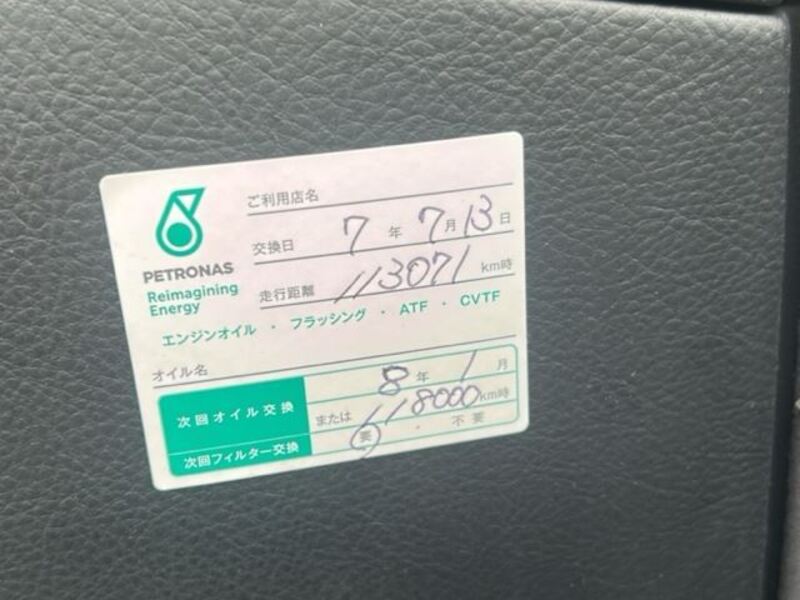 PETRONAS
Reimagining
Energy
ご利用店名
交換日 7 年 7 月 13 日
走行距離 113071 km時
エンジンオイル ・ フラッシング ・ ATF ・ CVTF
オイル名
次回オイル交換
8 年 1 月
または 118000 km時
次回フィルター交換
要 ・ 不要